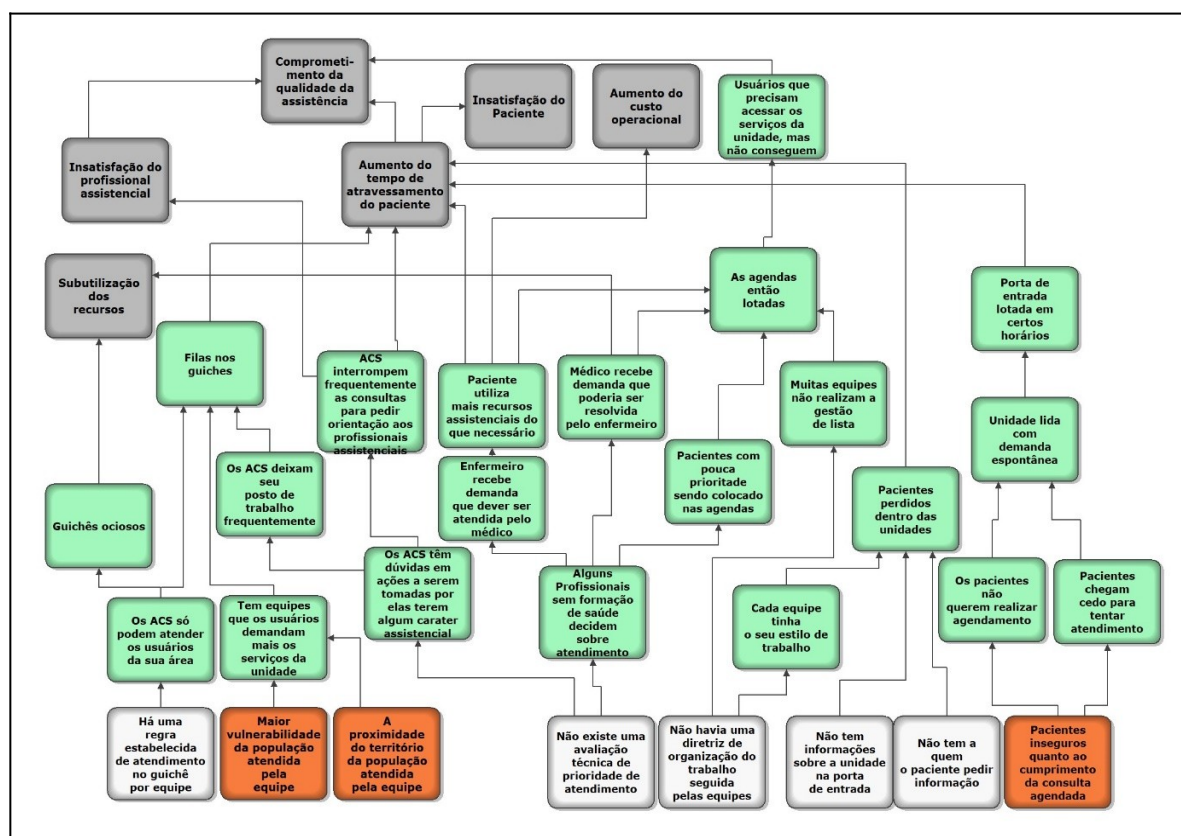 Comprometi-
mento da
qualidade da
assistência
Insatisfação do
Paciente
Aumento do
custo
operacional
Usuários que
precisam
acessar os
serviços da
unidade, mas
não conseguem
Insatisfação do
profissional
assistencial
Aumento do
tempo de
atravessamento
do paciente
Subutilização
dos
recursos
As agendas
então
lotadas
Porta de
entrada
lotada em
certos
horários
Filas nos
guiches
ACS
interrompem
frequentemente
as consultas
para pedir
orientação aos
profissionais
assistenciais
Paciente
utiliza
mais recursos
assistenciais do
que necessário
Médico recebe
demanda que
poderia ser
resolvida
pelo enfermeiro
Muitas equipes
não realizam a
gestão
de lista
Unidade lida
com
demanda
espontânea
Os ACS deixam
seu
posto de
trabalho
frequentemente
Enfermeiro
recebe
demanda
que dever ser
atendida pelo
médico
Pacientes com
pouca
prioritade
sendo colocado
nas agendas
Pacientes
perdidos
dentro das
unidades
Guichês ociosos
Os ACS só
podem atender
os usuários
da sua área
Tem equipes
que os usuários
demandam
mais os
serviços da
unidade
Os ACS têm
dúvidas em
ações a serem
tomadas por
elas terem
algum carater
assistencial
Alguns
Profissionais
sem formação
de saúde
decidem
sobre
atendimento
Cada equipe
tinha
o seu estilo de
trabalho
Os pacientes
não
querem realizar
agendamento
Pacientes
chegam
cedo para
tentar
atendimento
Há uma
regra
estabelecida
de atendimento
no guichê
por equipe
Maior
vulnerabilidade
da população
atendida
pela
equipe
A
proximidade
do território
da população
atendida
pela equipe
Não existe uma
avaliação
técnica de
prioridade de
atendimento
Não havia uma
diretriz de
organização do
trabalho
seguida
pelas equipes
Não tem
informações
sobre a unidade
na porta
de entrada
Não tem a
quem
o paciente pedir
informação
Pacientes
inseguros
quanto ao
cumprimento
da consulta
agendada